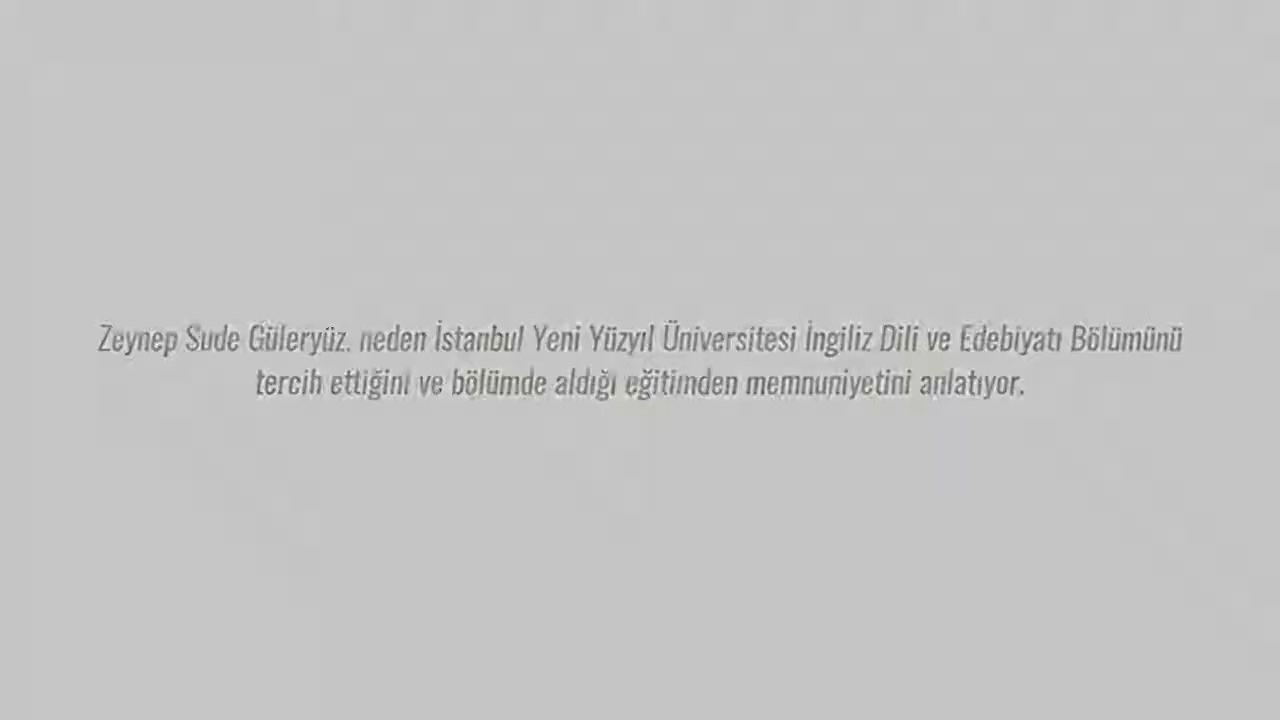 Zeynep Sude Güleryüz, neden İstanbul Yeni Yüzyıl Üniversitesi İngiliz Dili ve Edebiyatı Bölümünü
tercih ettiğini ve bölümde aldığı eğitimden memnuniyetini anlatıyor.